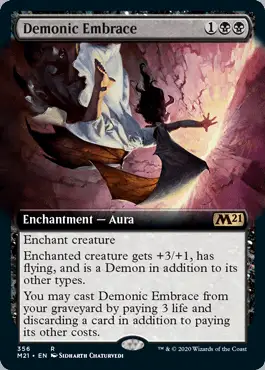 Demonic Embrace 1
Enchantment — Aura M21
Enchant creature
Enchanted creature gets +3/+1, has
flying, and is a Demon in addition to its
other types.
You may cast Demonic Embrace from
your graveyard by paying 3 life and
discarding a card in addition to paying
its other costs.
356 R
M21 • EN SIDHARTH CHATURVEDI ™ & © 2020 Wizards of the Coast